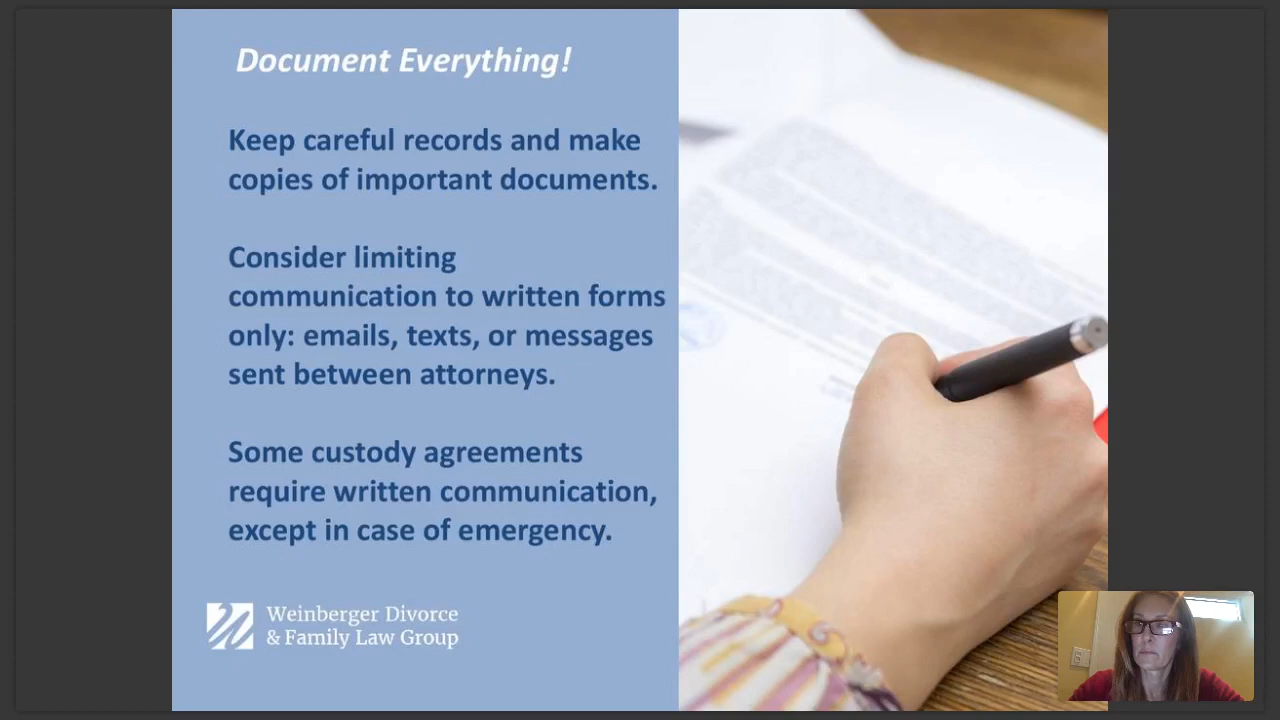 Document Everything!
Keep careful records and make
copies of important documents.
Consider limiting
communication to written forms
only: emails, texts, or messages
sent between attorneys.
Some custody agreements
require written communication,
except in case of emergency.
Weinberger Divorce
& Family Law Group